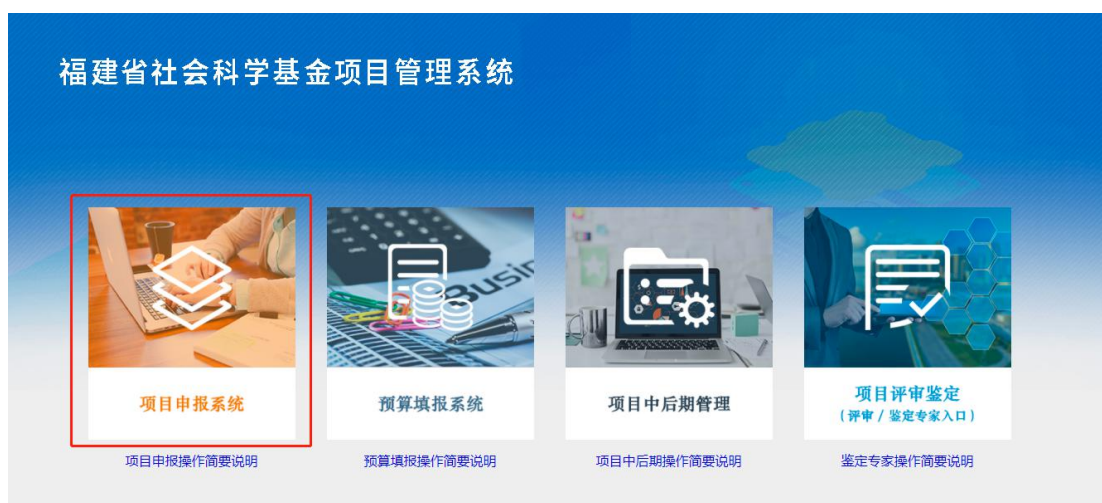 福建省社会科学基金项目管理系统
Busin
项目申报系统
预算填报系统
项目中后期管理
项目评审鉴定
（评审 / 鉴定专家入口）
项目申报操作简要说明
预算填报操作简要说明
项目中后期操作简要说明
鉴定专家操作简要说明